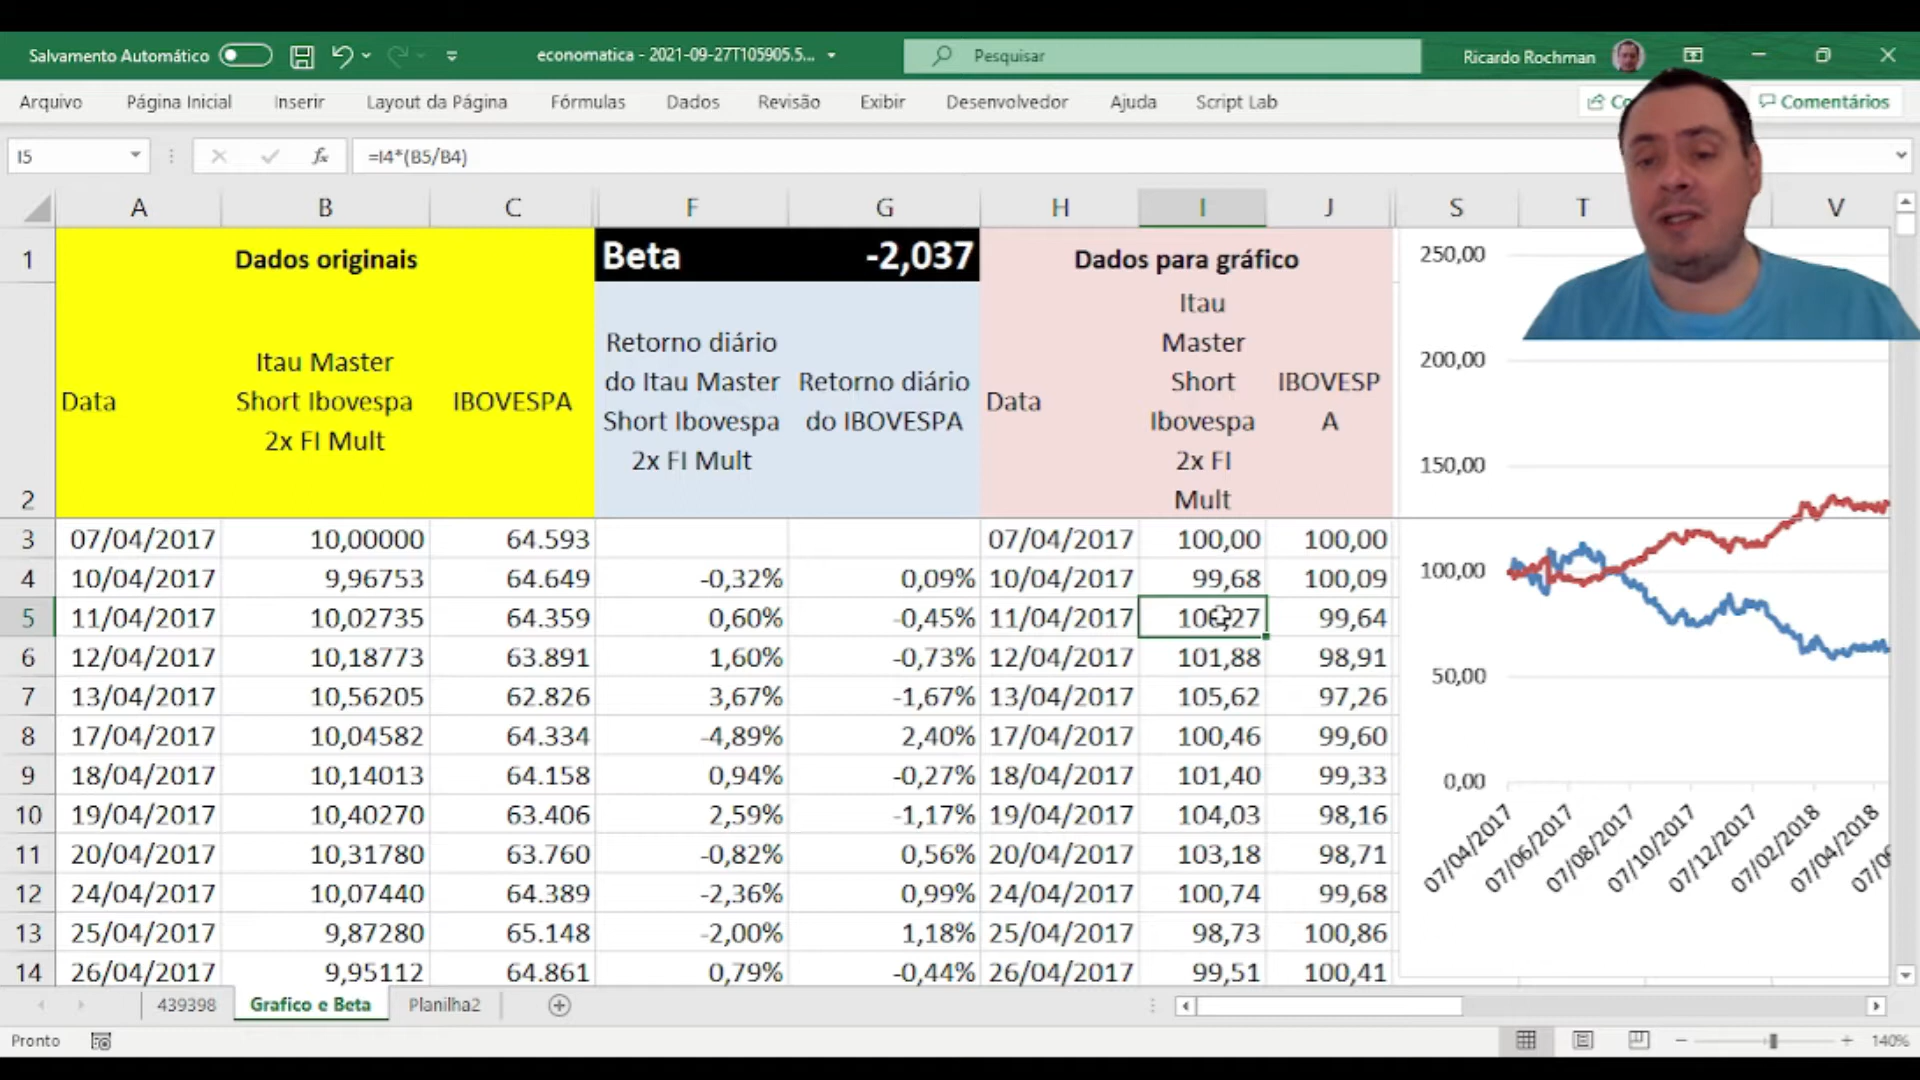 Salvamento Automático
economatica - 2021-09-27T105905.5...
Pesquisar
Ricardo Rochman
Arquivo Página Inicial Inserir Layout da Página Fórmulas Dados Revisão Exibir Desenvolvedor Ajuda Script Lab
Comentários
I5
fx
=I4*(B5/B4)
A B C F G H I J S T V
1 Dados originais Beta -2,037 Dados para gráfico
2
Data
Itau Master
Short Ibovespa
2x FI Mult
IBOVESPA
Retorno diário
do Itau Master
Short Ibovespa
2x FI Mult
Retorno diário
do IBOVESPA
Data
Itau
Master
Short
Ibovespa
2x FI
Mult
IBOVESP
A
3 07/04/2017 10,00000 64.593 07/04/2017 100,00 100,00
4 10/04/2017 9,96753 64.649 -0,32% 0,09% 10/04/2017 99,68 100,09
5 11/04/2017 10,02735 64.359 0,60% -0,45% 11/04/2017 100,27 99,64
6 12/04/2017 10,18773 63.891 1,60% -0,73% 12/04/2017 101,88 98,91
7 13/04/2017 10,56205 62.826 3,67% -1,67% 13/04/2017 105,62 97,26
8 17/04/2017 10,04582 64.334 -4,89% 2,40% 17/04/2017 100,46 99,60
9 18/04/2017 10,14013 64.158 0,94% -0,27% 18/04/2017 101,40 99,33
10 19/04/2017 10,40270 63.406 2,59% -1,17% 19/04/2017 104,03 98,16
11 20/04/2017 10,31780 63.760 -0,82% 0,56% 20/04/2017 103,18 98,71
12 24/04/2017 10,07440 64.389 -2,36% 0,99% 24/04/2017 100,74 99,68
13 25/04/2017 9,87280 65.148 -2,00% 1,18% 25/04/2017 98,73 100,86
14 26/04/2017 9,95112 64.861 0,79% -0,44% 26/04/2017 99,51 100,41
250,00
200,00
150,00
100,00
50,00
0,00
07/04/2017
07/06/2017
07/08/2017
07/10/2017
07/12/2017
07/02/2018
07/04/2018
439398 Grafico e Beta Planilha2
Pronto
140%